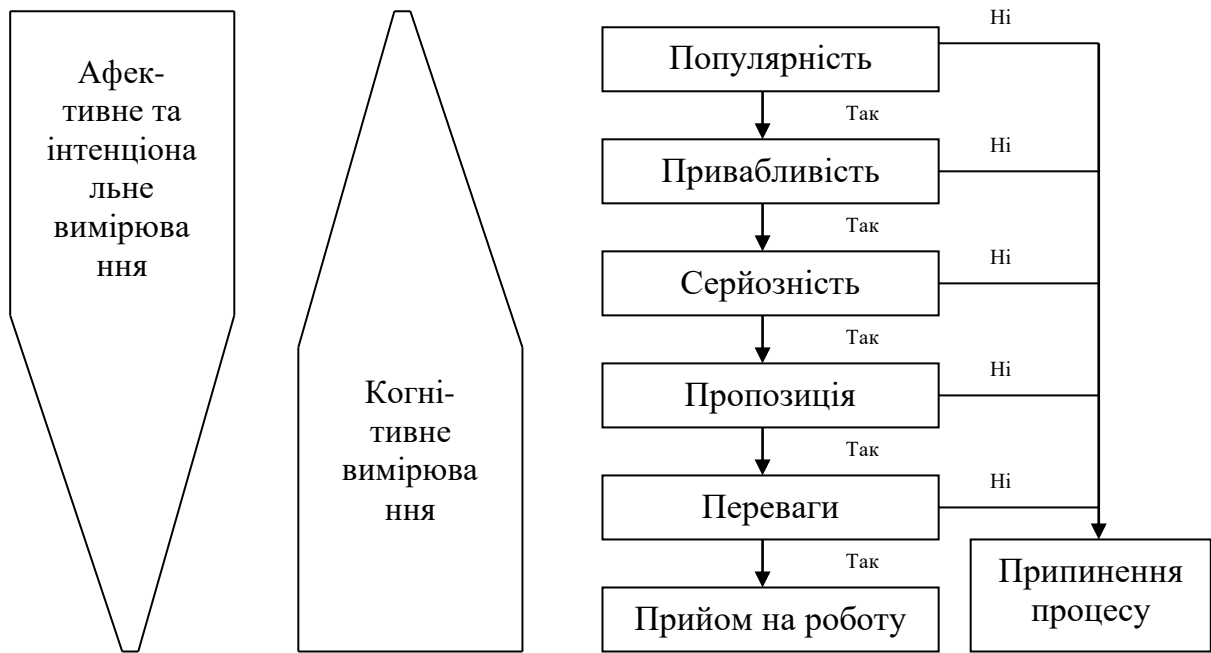 Афек-
тивне та
інтенціона
льне
вимірюва
ння
Когні-
тивне
вимірюва
ння
Ні
Популярність
Так
Ні
Привабливість
Так
Ні
Серйозність
Так
Ні
Пропозиція
Так
Ні
Переваги
Так
Прийом на роботу
Припинення
процесу